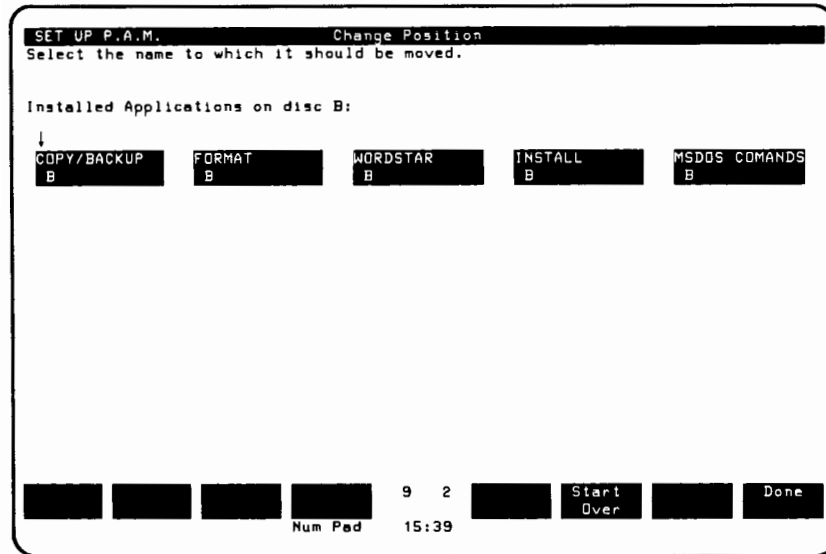 SET UP P.A.M. Change Position
Select the name to which it should be moved.
Installed Applications on disc B:
COPY/BACKUP FORMAT WORDSTAR INSTALL MSDOS COMANDS
B B B B B
9 2 Start Done
Over
Num Pad 15:39